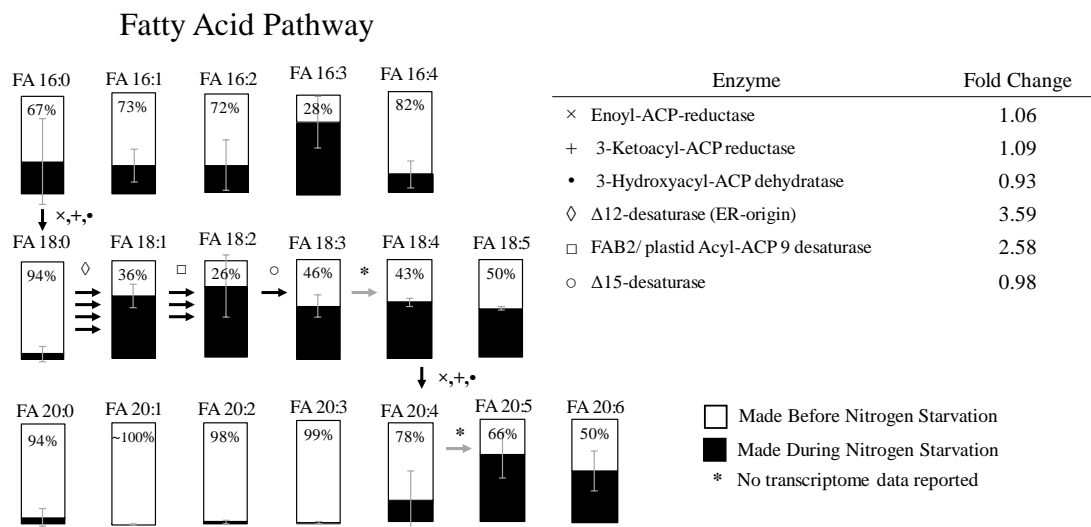 Fatty Acid Pathway
FA 16:0 FA 16:1 FA 16:2 FA 16:3 FA 16:4
67% 73% 72% 28% 82%
×,+,•
FA 18:0 FA 18:1 FA 18:2 FA 18:3 FA 18:4 FA 18:5
94% ◊ 36% □ 26% ○ 46% * 43% 50%
×,+,•
FA 20:0 FA 20:1 FA 20:2 FA 20:3 FA 20:4 FA 20:5 FA 20:6
94% ~100% 98% 99% 78% * 66% 50%
Enzyme Fold Change
× Enoyl-ACP-reductase 1.06
+ 3-Ketoacyl-ACP reductase 1.09
• 3-Hydroxyacyl-ACP dehydratase 0.93
◊ Δ12-desaturase (ER-origin) 3.59
□ FAB2/ plastid Acyl-ACP 9 desaturase 2.58
○ Δ15-desaturase 0.98
Made Before Nitrogen Starvation
Made During Nitrogen Starvation
* No transcriptome data reported